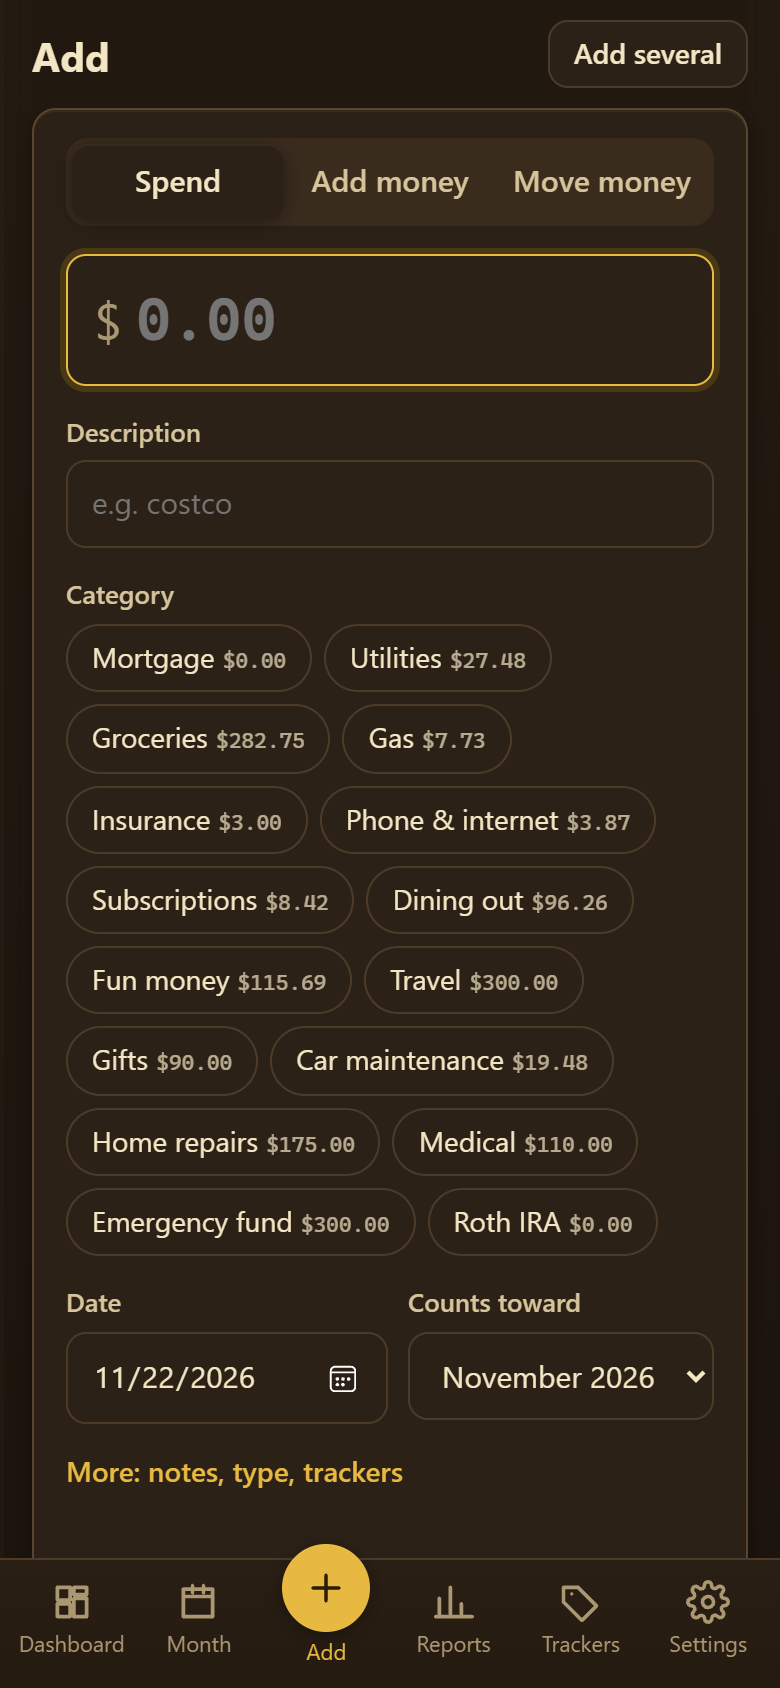 Add
Add several
Spend
Add money
Move money
$ 0.00
Description
e.g. costco
Category
Mortgage $0.00
Utilities $27.48
Groceries $282.75
Gas $7.73
Insurance $3.00
Phone & internet $3.87
Subscriptions $8.42
Dining out $96.26
Fun money $115.69
Travel $300.00
Gifts $90.00
Car maintenance $19.48
Home repairs $175.00
Medical $110.00
Emergency fund $300.00
Roth IRA $0.00
Date
Counts toward
11/22/2026
November 2026
More: notes, type, trackers
Dashboard
Month
Add
Reports
Trackers
Settings